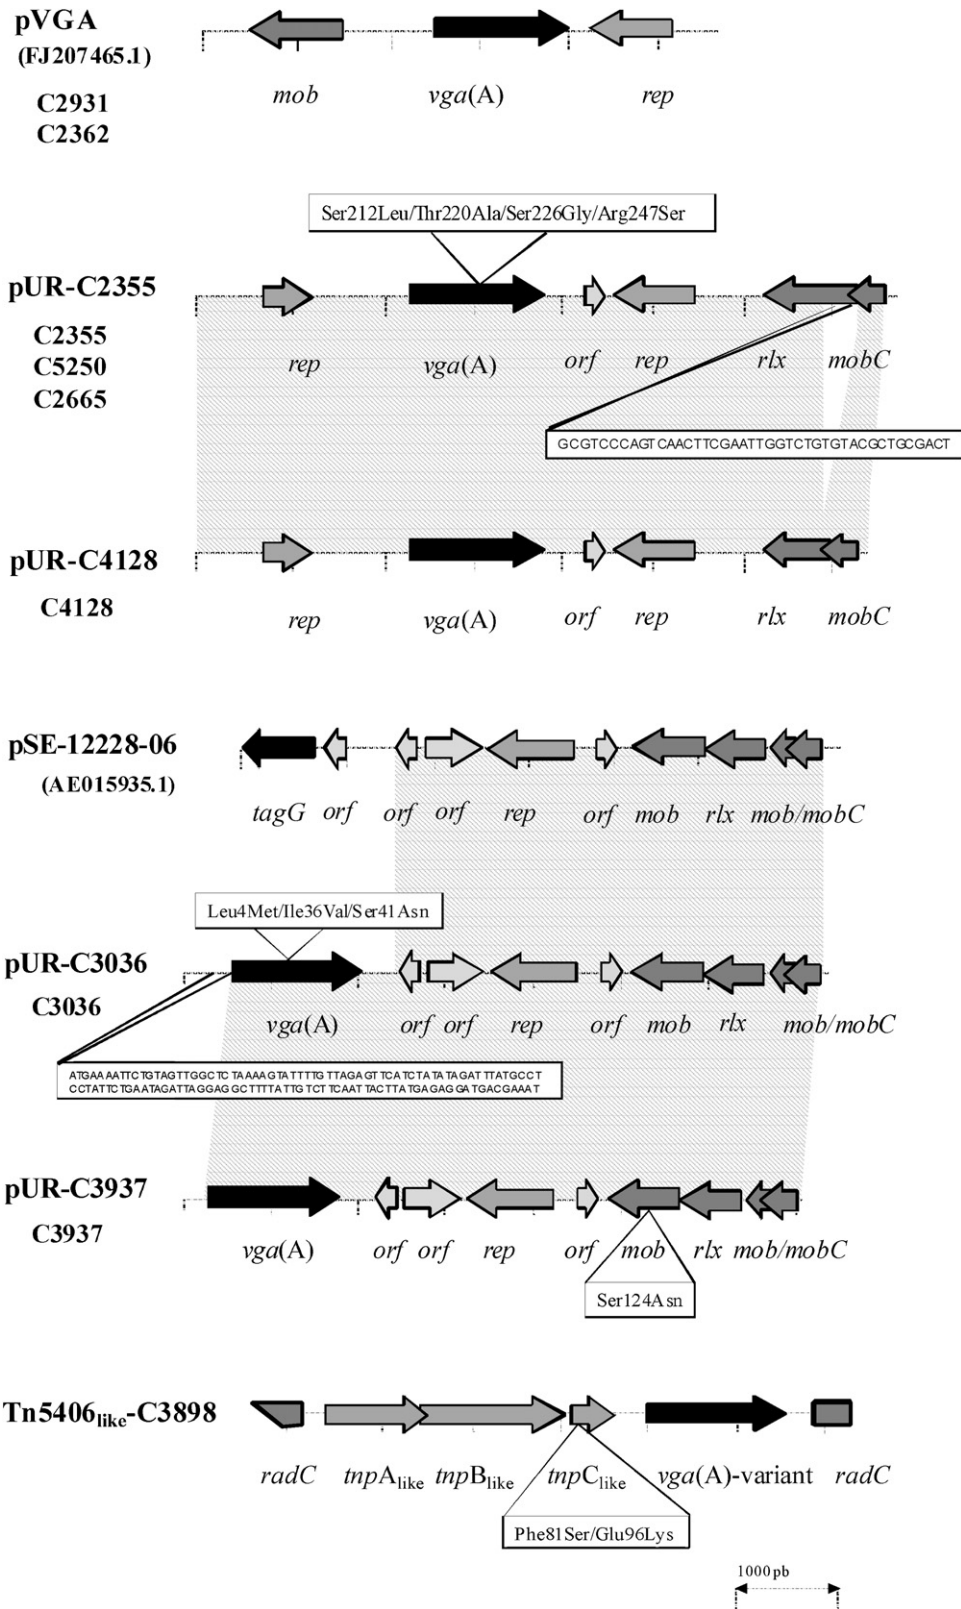 pVGA
(FJ207465.1)
mob vga(A) rep
C2931
C2362
Ser212Leu/Thr220Ala/Ser226Gly/Arg247Ser
pUR-C2355
C2355
C5250
C2665
rep vga(A) orf rep rlx mobC
GCGTCCCAGTCAACTTCGAATTGGTCTGTGTACGCTGCGACT
pUR-C4128
C4128
rep vga(A) orf rep rlx mobC
pSE-12228-06
(AE015935.1)
tagG orf orf orf rep orf mob rlx mob/mobC
Leu4Met/Ile36Val/Ser41Asn
pUR-C3036
C3036
vga(A) orf orf rep orf mob rlx mob/mobC
ATGAAAATTCTGTAGTTGGCTCTAAAAGTATTTTGTTAGAGTTCATCTATATAGATTTATGCCT
CCTATTCTGAATAGATTAGGAGGCTTTTATTGTCTTCAATTACTTATGAGAGGATGACGAAAT
pUR-C3937
C3937
vga(A) orf orf rep orf mob rlx mob/mobC
Ser124Asn
Tn5406like-C3898
radC tnpAlike tnpBlike tnpClike vga(A)-variant radC
Phe81Ser/Glu96Lys
1000pb